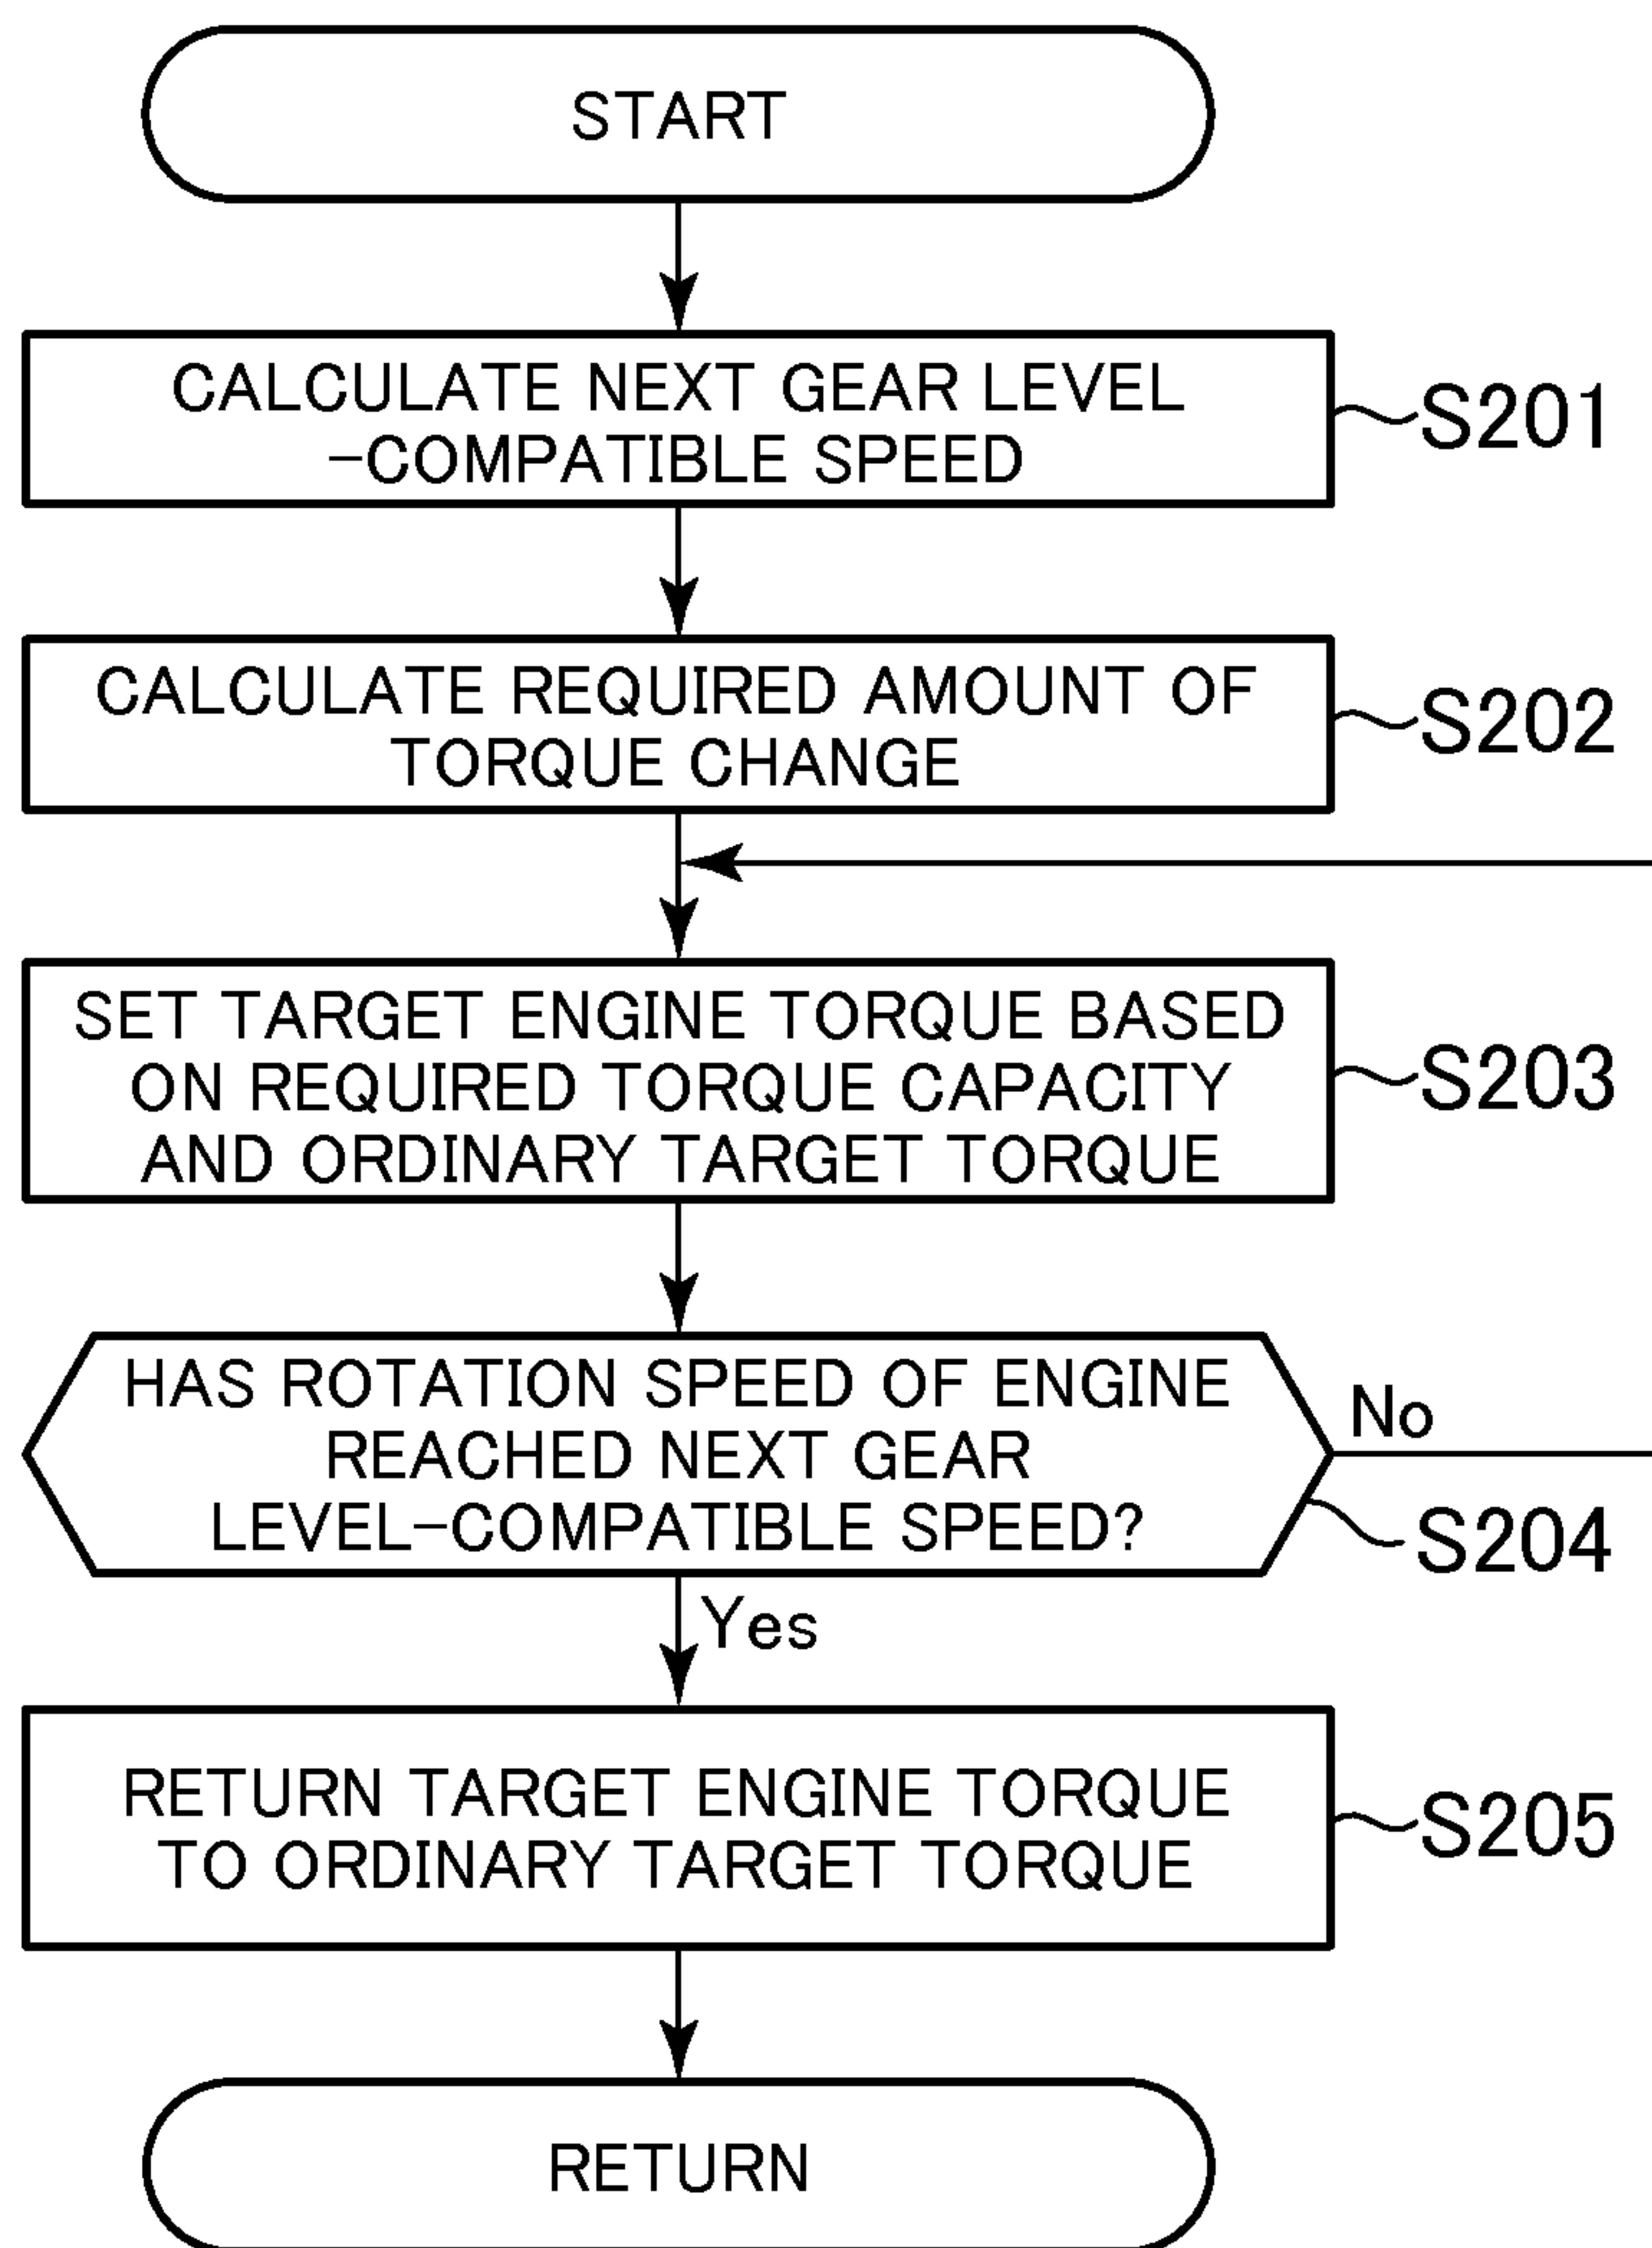 START
CALCULATE NEXT GEAR LEVEL
-COMPATIBLE SPEED
S201
CALCULATE REQUIRED AMOUNT OF
TORQUE CHANGE
S202
SET TARGET ENGINE TORQUE BASED
ON REQUIRED TORQUE CAPACITY
AND ORDINARY TARGET TORQUE
S203
HAS ROTATION SPEED OF ENGINE
REACHED NEXT GEAR
LEVEL-COMPATIBLE SPEED?
No
S204
Yes
RETURN TARGET ENGINE TORQUE
TO ORDINARY TARGET TORQUE
S205
RETURN